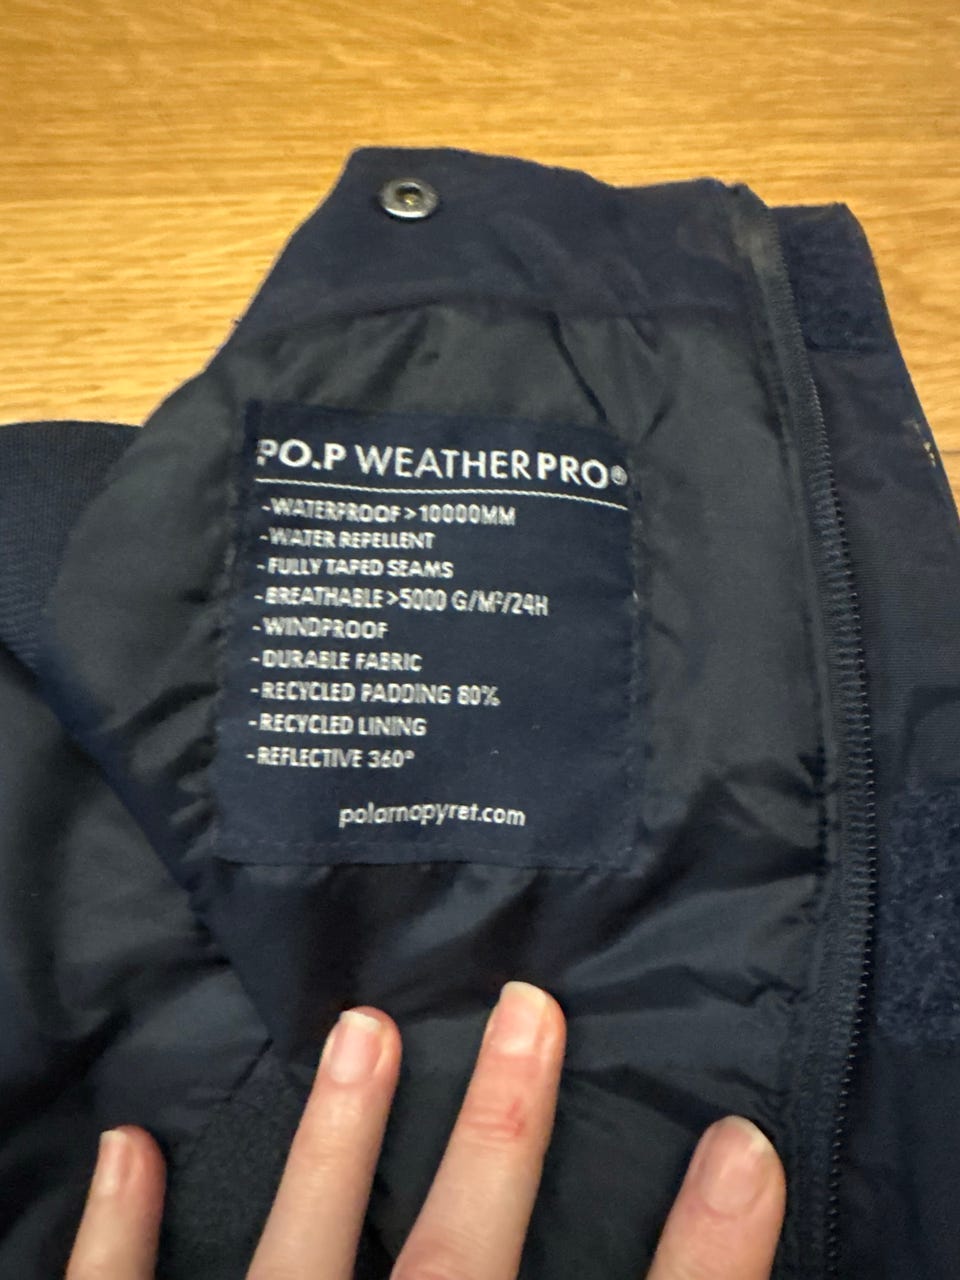 PO.P WEATHERPRO®
-WATERPROOF >10000MM
-WATER REPELLENT
-FULLY TAPED SEAMS
-BREATHABLE >5000 G/M²/24H
-WINDPROOF
-DURABLE FABRIC
-RECYCLED PADDING 80%
-RECYCLED LINING
-REFLECTIVE 360°
polarnopyret.com